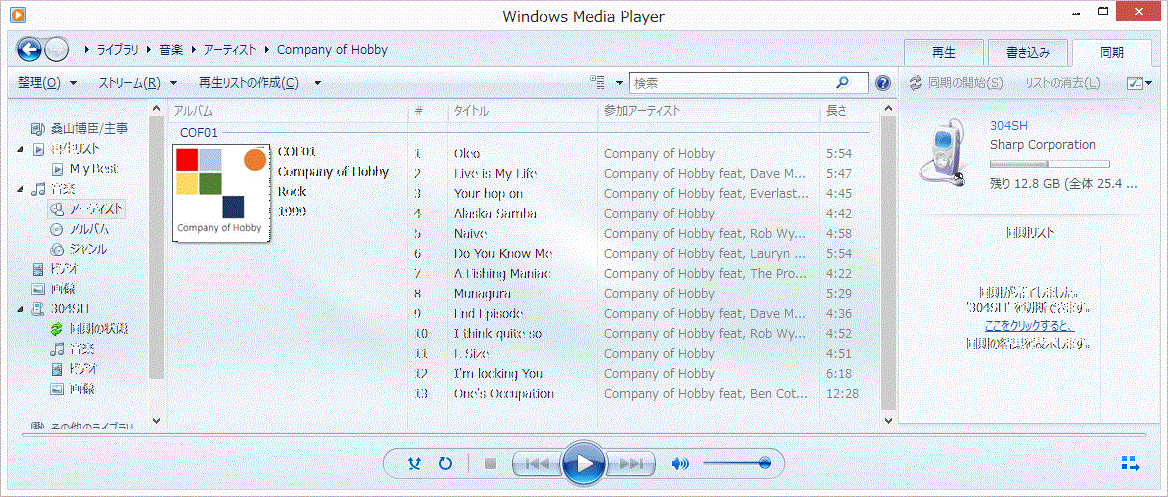 Windows Media Player
ライブラリ 音楽 アーティスト Company of Hobby
再生 書き込み 同期
整理(O) ストリーム(R) 再生リストの作成(C) 検索 同期の開始(S) リストの消去(L)
アルバム # タイトル 参加アーティスト 長さ
桑山博臣/主事
再生リスト
My Best
音楽
アーティスト
アルバム
ジャンル
ビデオ
画像
304SH
同期の状態
音楽
ビデオ
画像
その他のライブラリ
COF01
Company of Hobby
COF01
Company of Hobby
Rock
1999
1 Oleo Company of Hobby 5:54
2 Live is My Life Company of Hobby feat, Dave M... 5:47
3 Your hop on Company of Hobby feat, Everlast... 4:45
4 Alaska Samba Company of Hobby 4:42
5 Naive Company of Hobby feat, Rob Wy... 4:58
6 Do You Know Me Company of Hobby feat, Lauryn ... 5:54
7 A Fishing Maniac Company of Hobby feat, The Pro... 4:22
8 Munagura Company of Hobby 5:29
9 End Episode Company of Hobby feat, Dave M... 4:36
10 I think quite so Company of Hobby feat, Rob Wy... 4:52
11 L Size Company of Hobby 4:51
12 I'm locking You Company of Hobby 6:18
13 One's Occupation Company of Hobby feat, Ben Cot... 12:28
304SH
Sharp Corporation
残り 12.8 GB (全体 25.4 ...
同期リスト
同期が完了しました。
'304SH' を切断できます。
ここをクリックすると、
同期の結果を表示します。